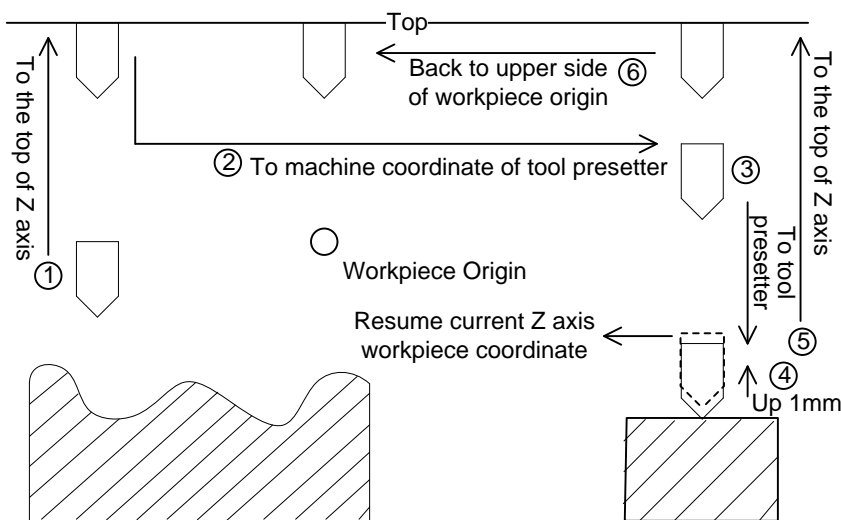 Top
To the top of Z axis
Back to upper side ⑥
of workpiece origin
② To machine coordinate of tool presetter
③
To the top of Z axis
①
Workpiece Origin
To tool
presetter
Resume current Z axis
workpiece coordinate
⑤
④
Up 1mm